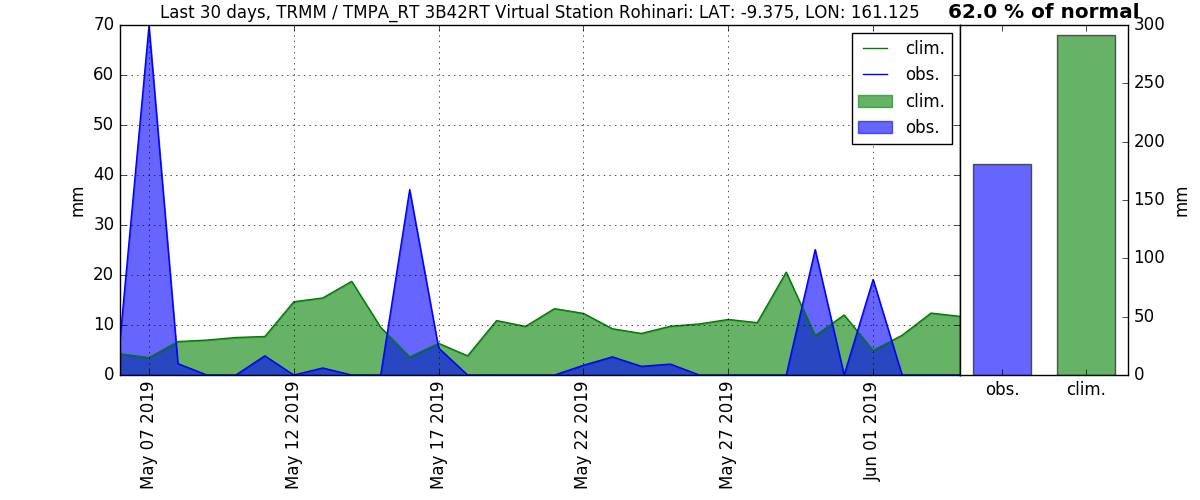 Last 30 days, TRMM / TMPA_RT 3B42RT Virtual Station Rohinari: LAT: -9.375, LON: 161.125
62.0 % of normal
70
60
50
40
30
20
10
0
mm
clim.
obs.
clim.
obs.
May 07 2019
May 12 2019
May 17 2019
May 22 2019
May 27 2019
Jun 01 2019
300
250
200
150
100
50
0
mm
obs.
clim.